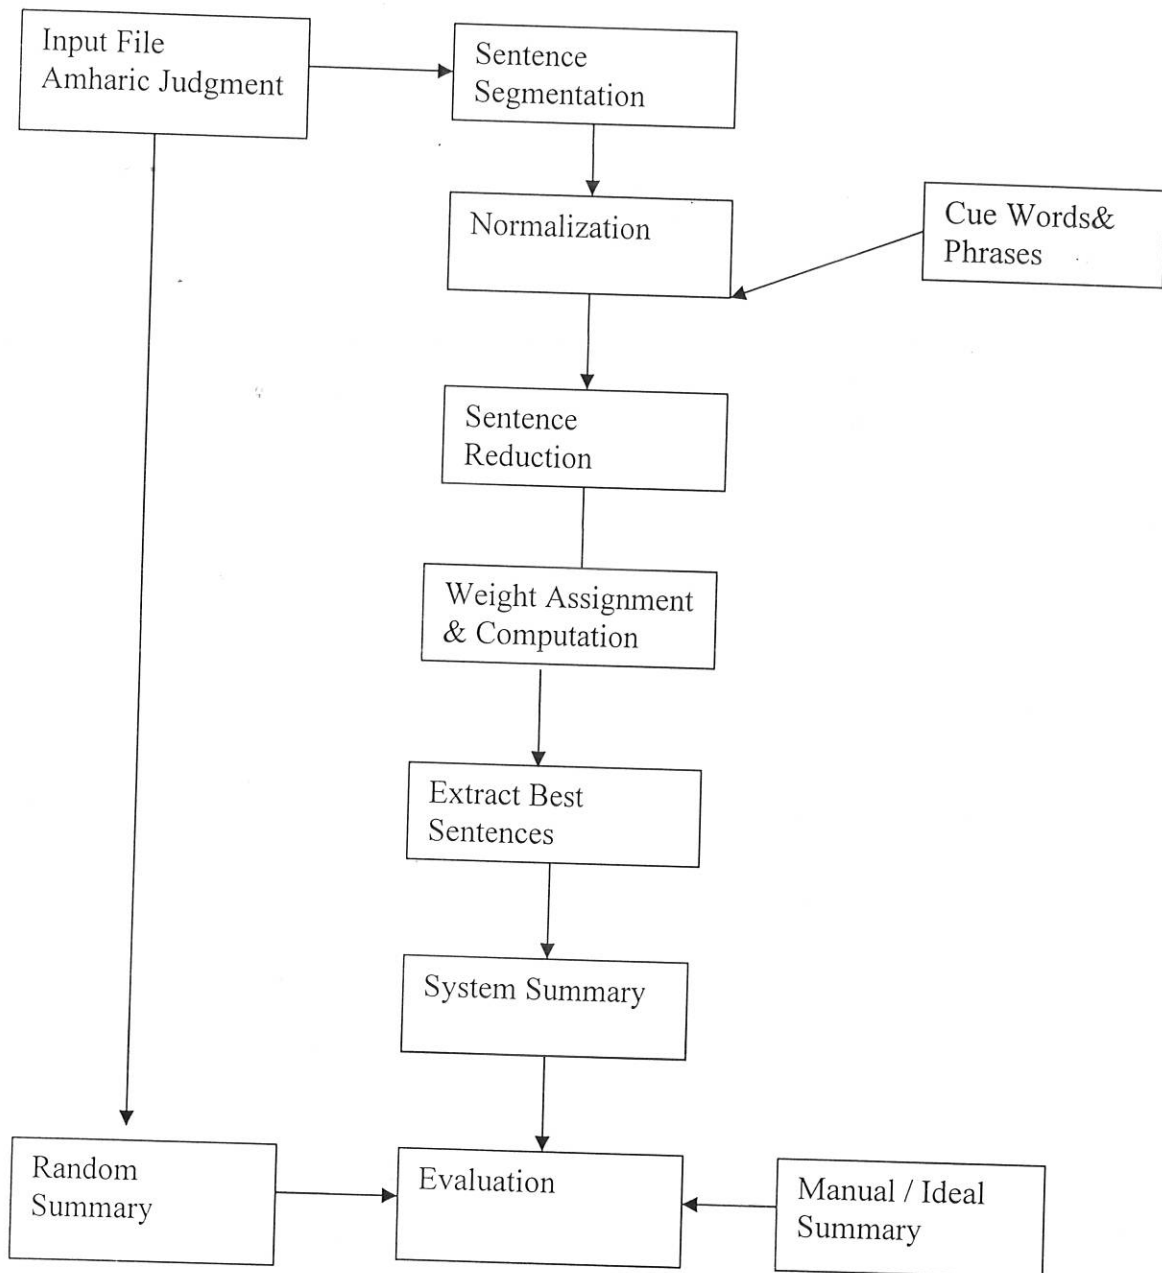 Input File
Amharic Judgment
Sentence
Segmentation
Normalization
Cue Words&
Phrases
Sentence
Reduction
Weight Assignment
& Computation
Extract Best
Sentences
System Summary
Random
Summary
Evaluation
Manual / Ideal
Summary